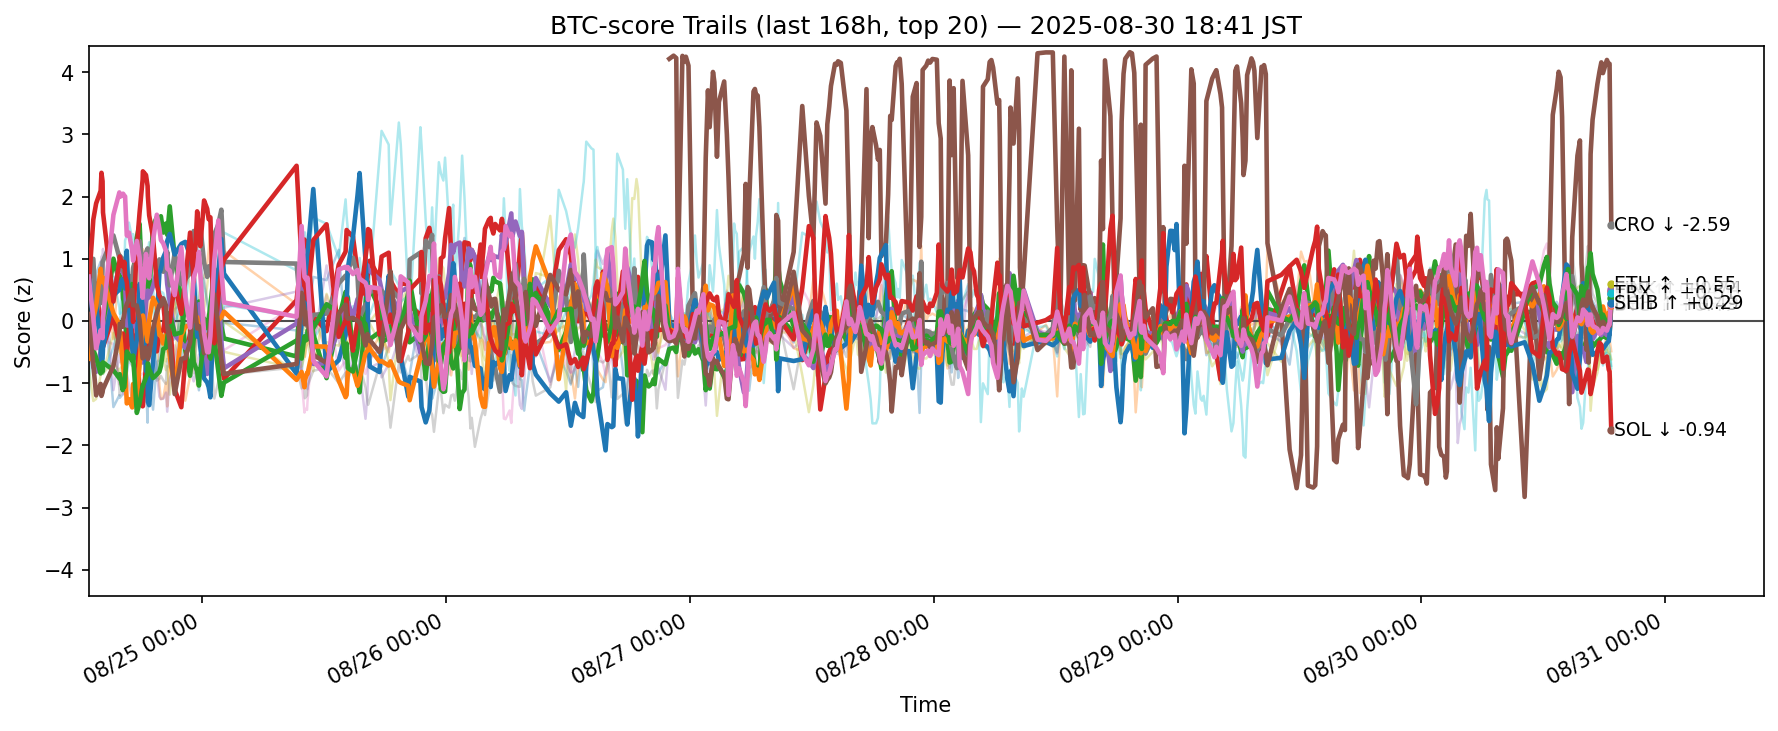 BTC-score Trails (last 168h, top 20) — 2025-08-30 18:41 JST
Score (z)
4
3
2
1
0
−1
−2
−3
−4
CRO ↓ -2.59
ETH ↑ +0.55
TRX ↑ +0.51
SHIB ↑ +0.29
SOL ↓ -0.94
08/25 00:00
08/26 00:00
08/27 00:00
08/28 00:00
08/29 00:00
08/30 00:00
08/31 00:00
Time